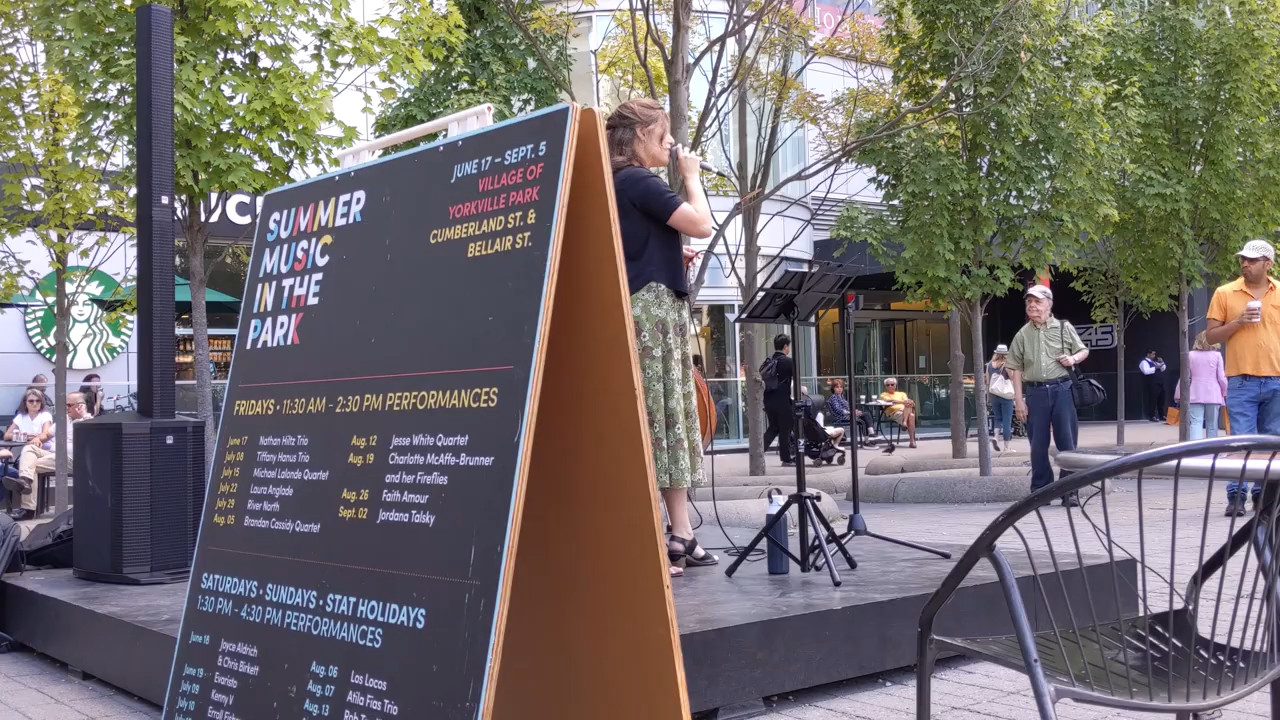 SUMMER
MUSIC
IN THE
PARK
JUNE 17 – SEPT. 5
VILLAGE OF
YORKVILLE PARK
CUMBERLAND ST. &
BELLAIR ST.
FRIDAYS • 11:30 AM - 2:30 PM PERFORMANCES
June 17 Nathan Hiltz Trio
July 08 Tiffany Hanus Trio
July 15 Michael Lalonde Quartet
July 22 Laura Anglade
July 29 River North
Aug. 05 Brandan Cassidy Quartet
Aug. 12 Jesse White Quartet
Aug. 19 Charlotte McAffe-Brunner
and her Fireflies
Aug. 26 Faith Amour
Sept. 02 Jordana Talsky
SATURDAYS • SUNDAYS • STAT HOLIDAYS
1:30 PM - 4:30 PM PERFORMANCES
June 18 Joyce Aldrich
& Chris Birkett
June 19 Evaristo
July 09 Kenny V
July 10 Erroll
Aug. 06 Los Locos
Aug. 07 Atila Fias Trio
Aug. 13